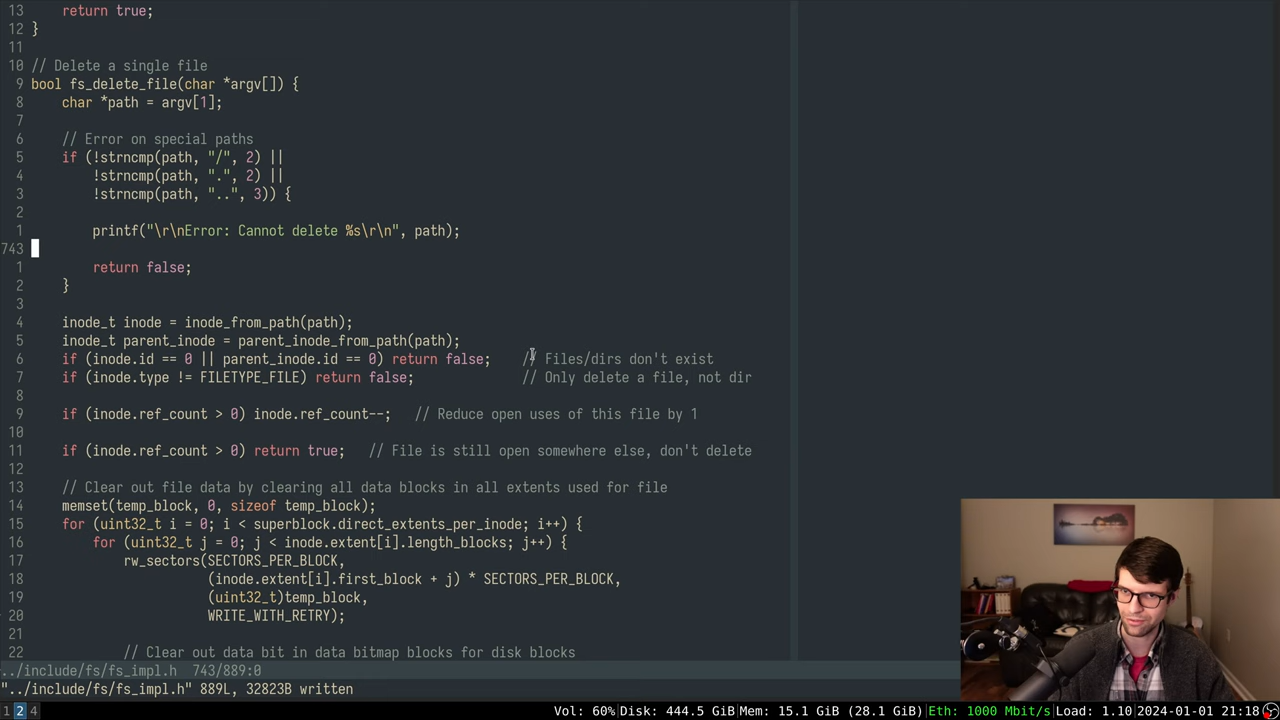 13      return true;
12  }
11
10  // Delete a single file
9  bool fs_delete_file(char *argv[]) {
8      char *path = argv[1];
7
6      // Error on special paths
5      if (!strncmp(path, "/", 2) ||
4          !strncmp(path, ".", 2) ||
3          !strncmp(path, "..", 3)) {
2
1          printf("\r\nError: Cannot delete %s\r\n", path);
743
1          return false;
2      }
3
4      inode_t inode = inode_from_path(path);
5      inode_t parent_inode = parent_inode_from_path(path);
6      if (inode.id == 0 || parent_inode.id == 0) return false;    // Files/dirs don't exist
7      if (inode.type != FILETYPE_FILE) return false;              // Only delete a file, not dir
8
9      if (inode.ref_count > 0) inode.ref_count--;   // Reduce open uses of this file by 1
10
11      if (inode.ref_count > 0) return true;   // File is still open somewhere else, don't delete
12
13      // Clear out file data by clearing all data blocks in all extents used for file
14      memset(temp_block, 0, sizeof temp_block);
15      for (uint32_t i = 0; i < superblock.direct_extents_per_inode; i++) {
16          for (uint32_t j = 0; j < inode.extent[i].length_blocks; j++) {
17              rw_sectors(SECTORS_PER_BLOCK,
18                         (inode.extent[i].first_block + j) * SECTORS_PER_BLOCK,
19                         (uint32_t)temp_block,
20                         WRITE_WITH_RETRY);
21
22              // Clear out data bit in data bitmap blocks for disk blocks
../include/fs/fs_impl.h  743/889:0
"../include/fs/fs_impl.h" 889L, 32823B written
1 2 4 Vol: 60%|Disk: 444.5 GiB|Mem: 15.1 GiB (28.1 GiB)|Eth: 1000 Mbit/s|Load: 1.10|2024-01-01 21:18